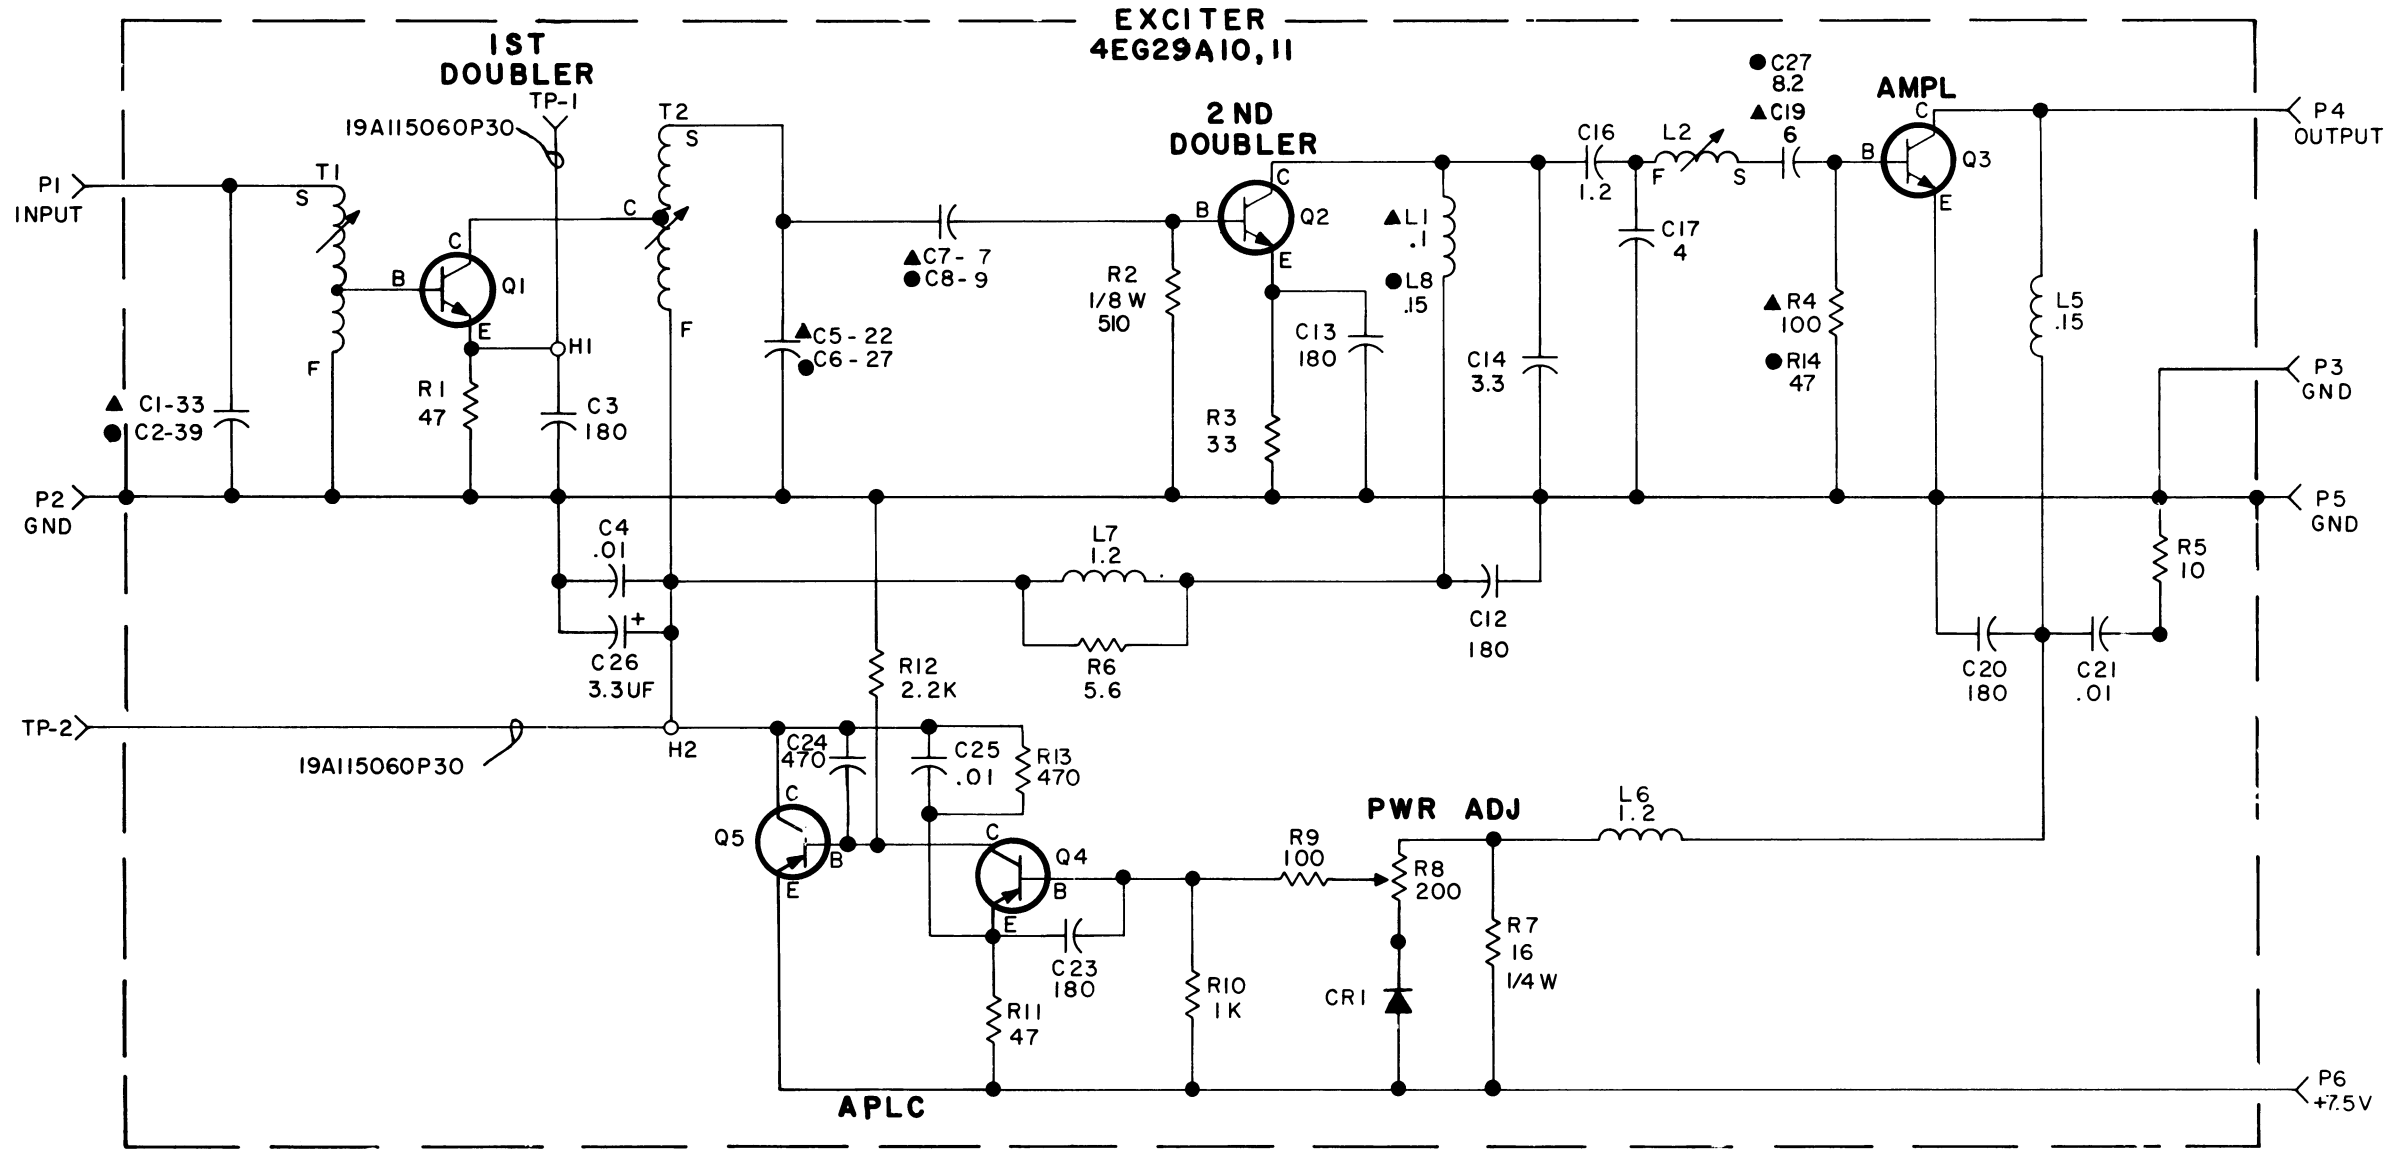 EXCITER
4EG29A10,11
1ST
DOUBLER
TP-1
19A115060P30
T2
S
C
F
P1
INPUT
T1
S
F
B
C
E
Q1
H1
R1
47
C3
180
▲ C1-33
● C2-39
P2
GND
▲C5-22
●C6-27
▲C7- 7
●C8-9
2ND
DOUBLER
B
C
E
Q2
R2
1/8 W
510
R3
33
C13
180
▲L1
.1
●L8
.15
C14
3.3
C16
1.2
L2
F
S
C17
4
●C27
8.2
▲C19
6
AMPL
C
B
E
Q3
▲R4
100
●R14
47
L5
.15
P4
OUTPUT
P3
GND
P5
GND
R5
10
C4
.01
C26
+
3.3UF
L7
1.2
R6
5.6
C12
180
C20
180
C21
.01
R12
2.2K
TP-2
19A115060P30
H2
C24
470
C25
.01
R13
470
C
Q5
B
E
C
Q4
B
E
C23
180
R11
47
R9
100
R10
1K
PWR ADJ
R8
200
CR1
R7
16
1/4 W
L6
1.2
APLC
P6
+7.5V